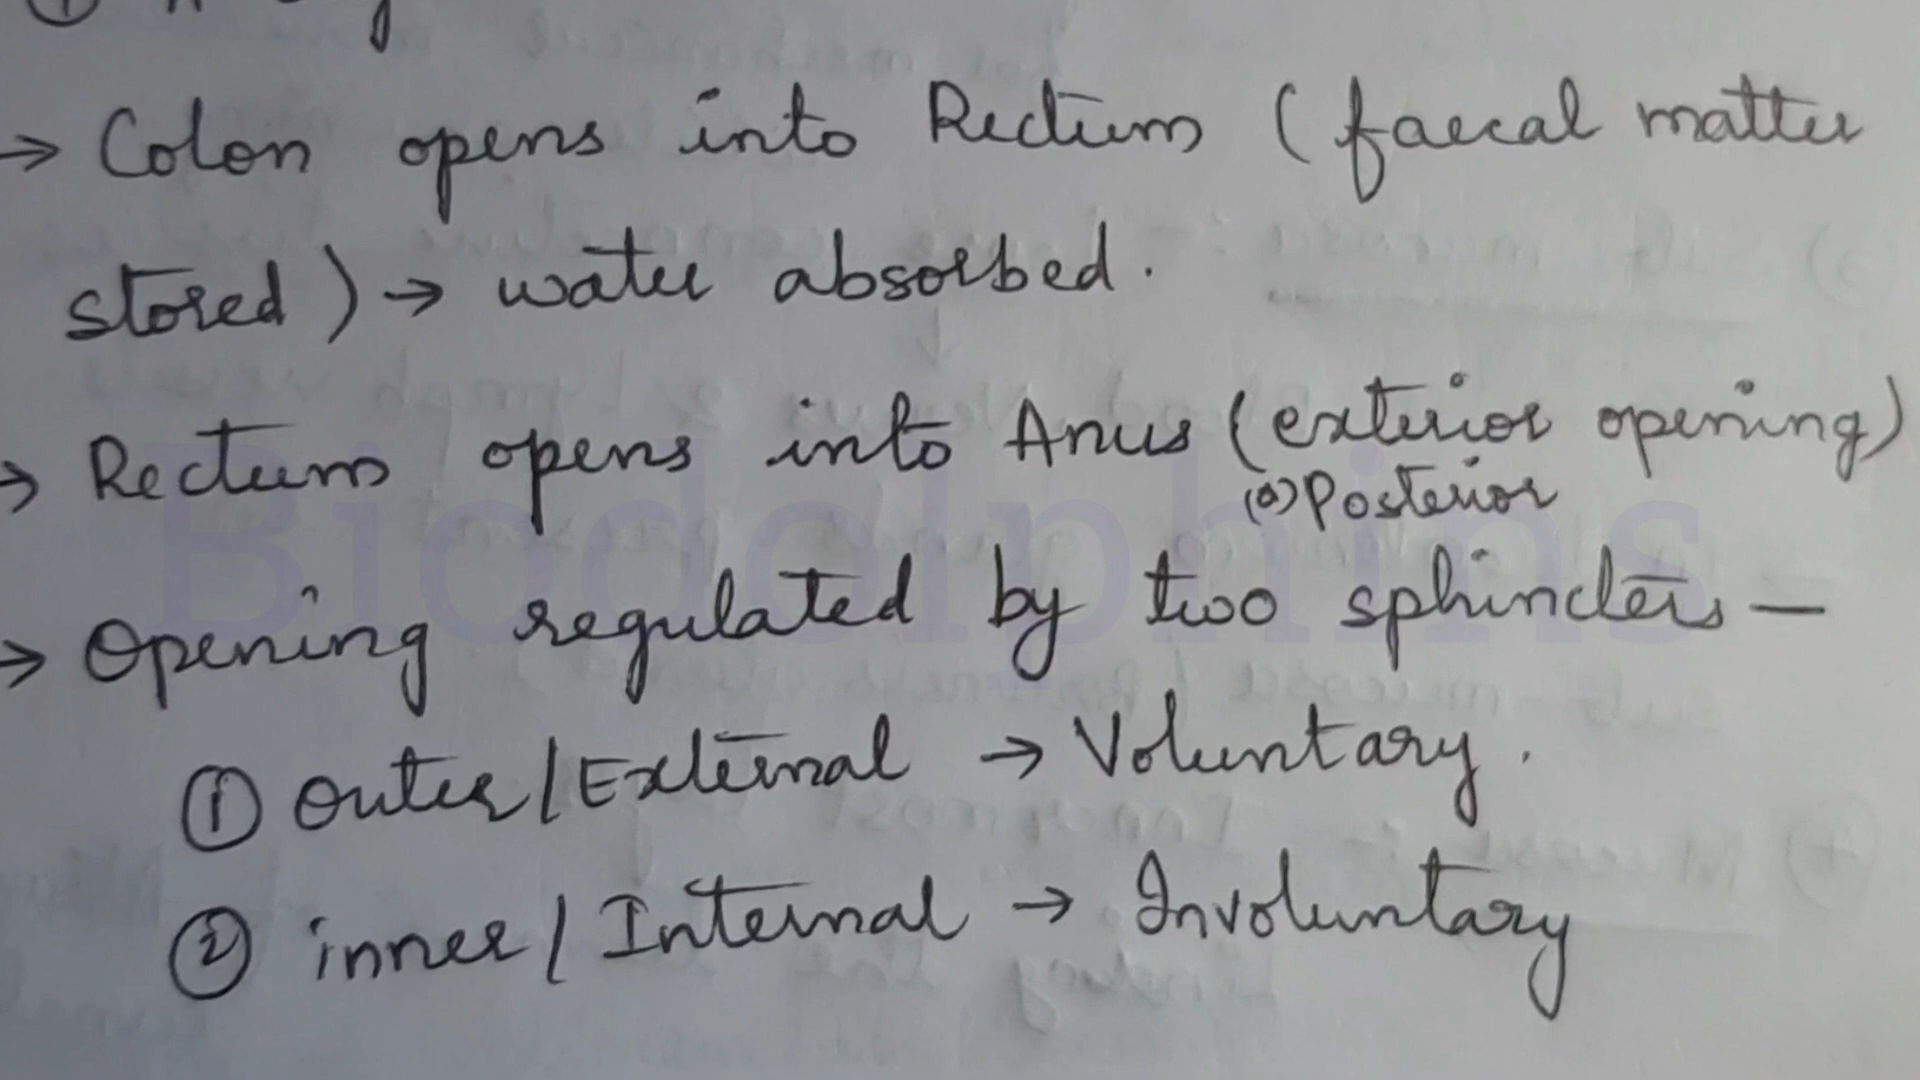 → Colon opens into Rectum (faecal matter
stored) → water absorbed.
→ Rectum opens into Anus (exterior opening)
(o) Posterior
→ Opening regulated by two sphincters —
① outer/External → Voluntary.
② inner/Internal → Involuntary
Biodolphins